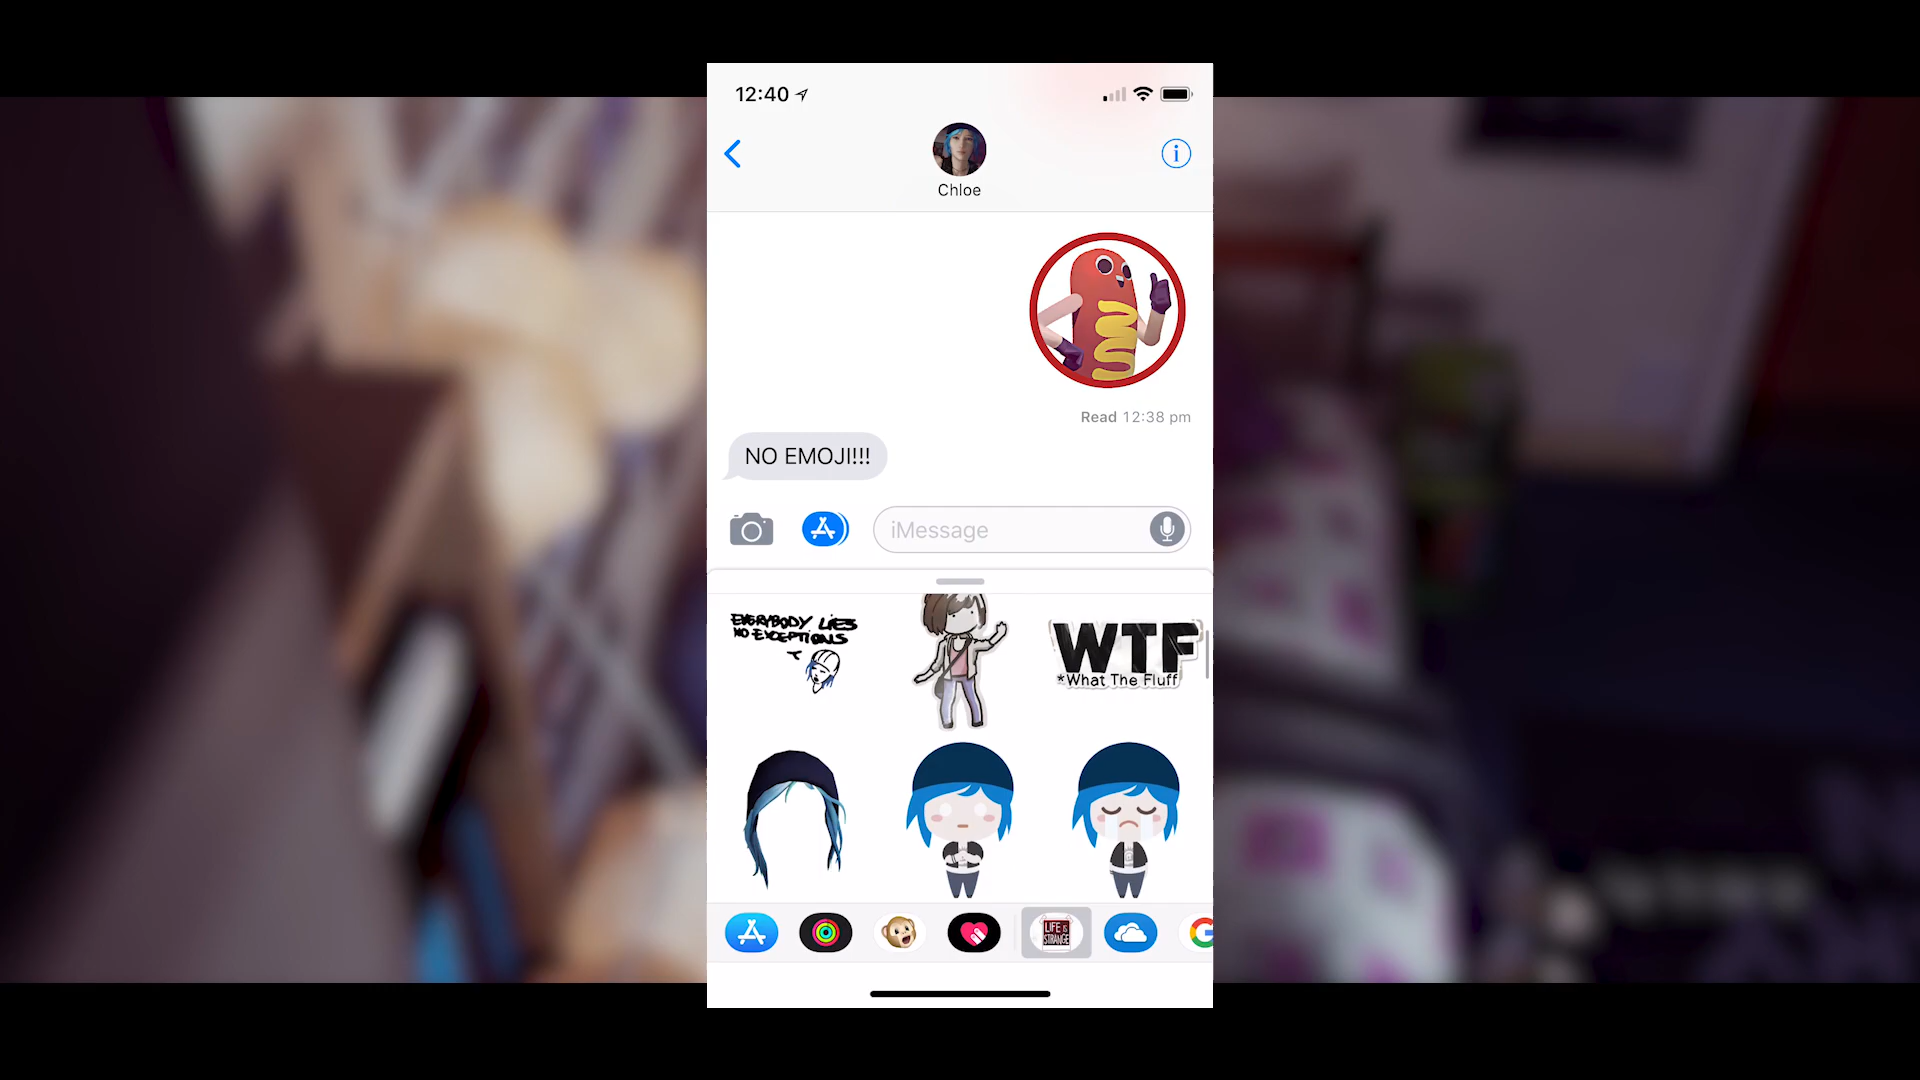 12:40
Chloe
Read 12:38 pm
NO EMOJI!!!
iMessage
EVERYBODY LIES
NO EXCEPTIONS
WTF
*What The Fluff
LIFE IS
STRANGE